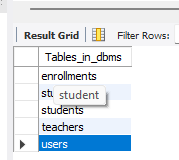 Result Grid Filter Rows:
Tables_in_dbms
enrollments
student
students
teachers
users